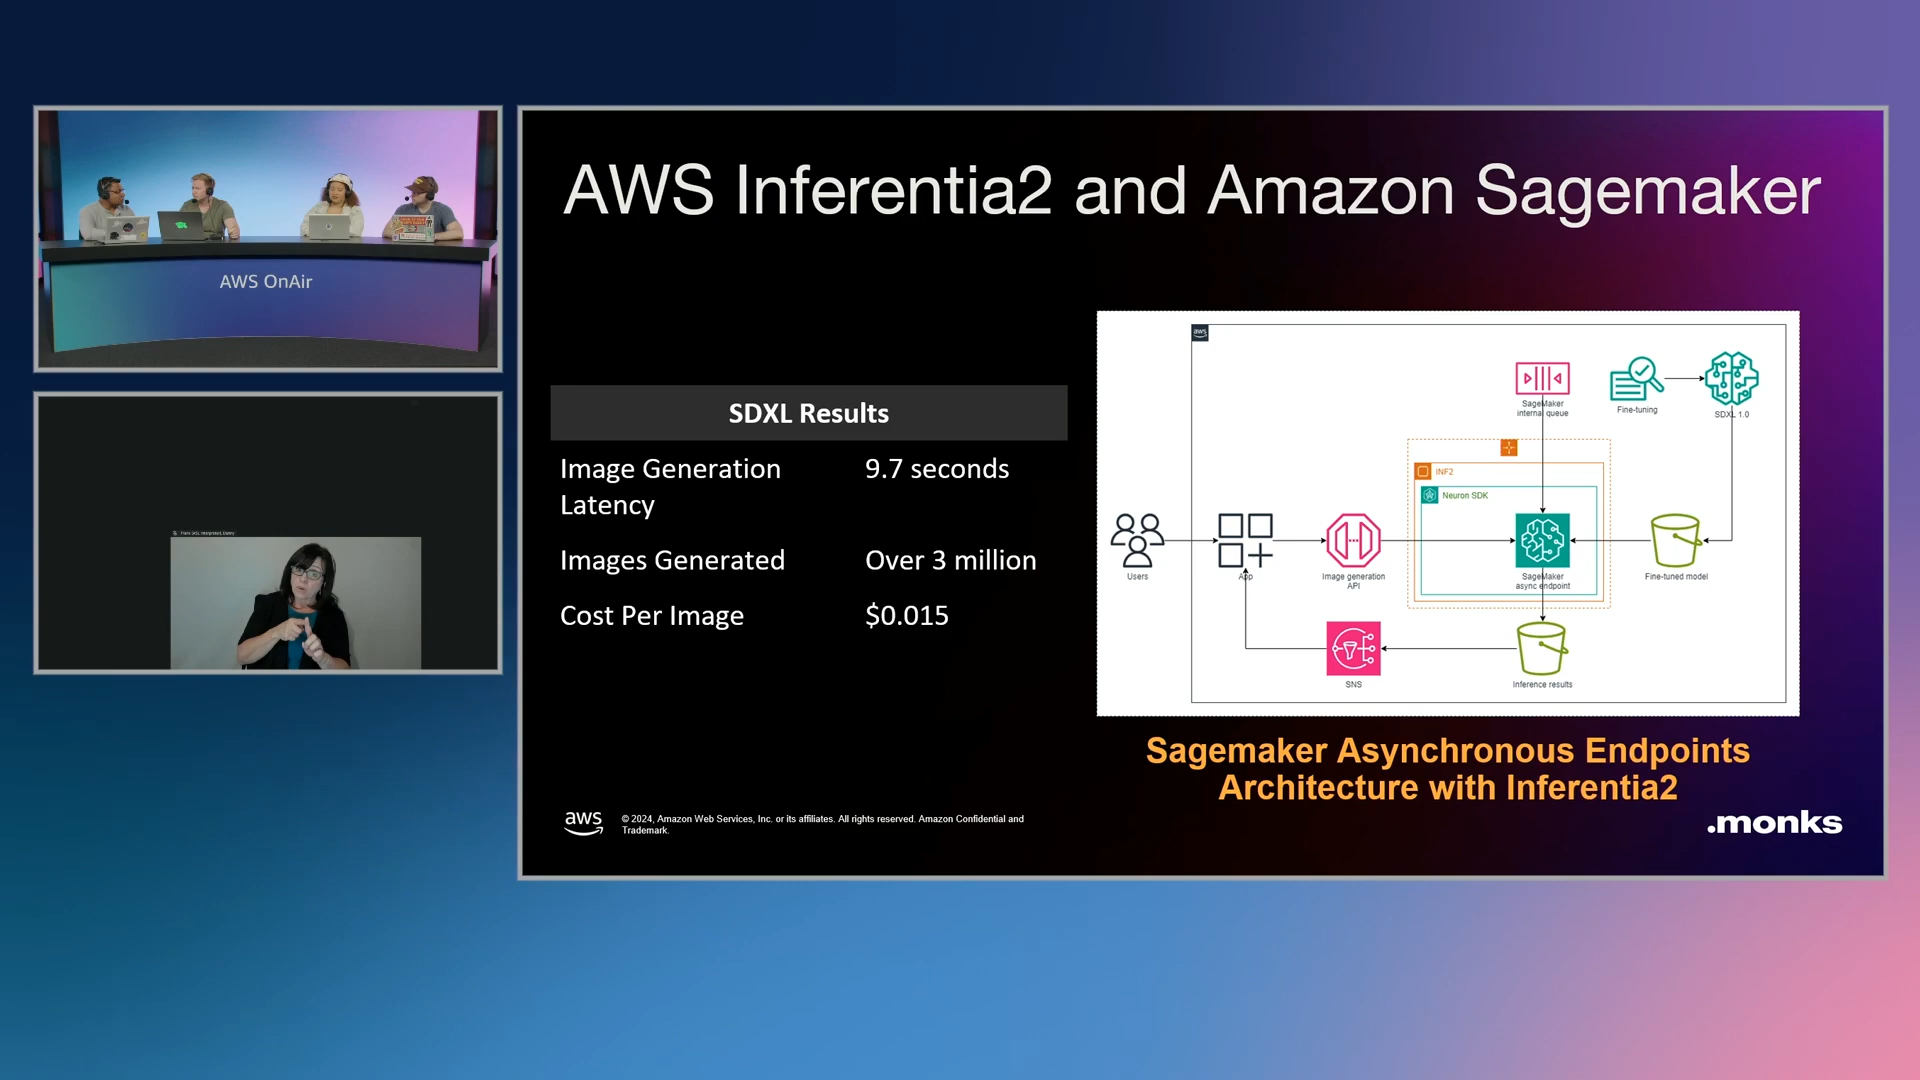 AWS OnAir
AWS Inferentia2 and Amazon Sagemaker
SDXL Results
Image Generation Latency 9.7 seconds
Images Generated Over 3 million
Cost Per Image $0.015
aws
SageMaker
internal queue
Fine-tuning
SDXL 1.0
INF2
Neuron SDK
Users
App
Image generation
API
SageMaker
async endpoint
Fine-tuned model
SNS
Inference results
Sagemaker Asynchronous Endpoints
Architecture with Inferentia2
aws
© 2024, Amazon Web Services, Inc. or its affiliates. All rights reserved. Amazon Confidential and
Trademark.
.monks